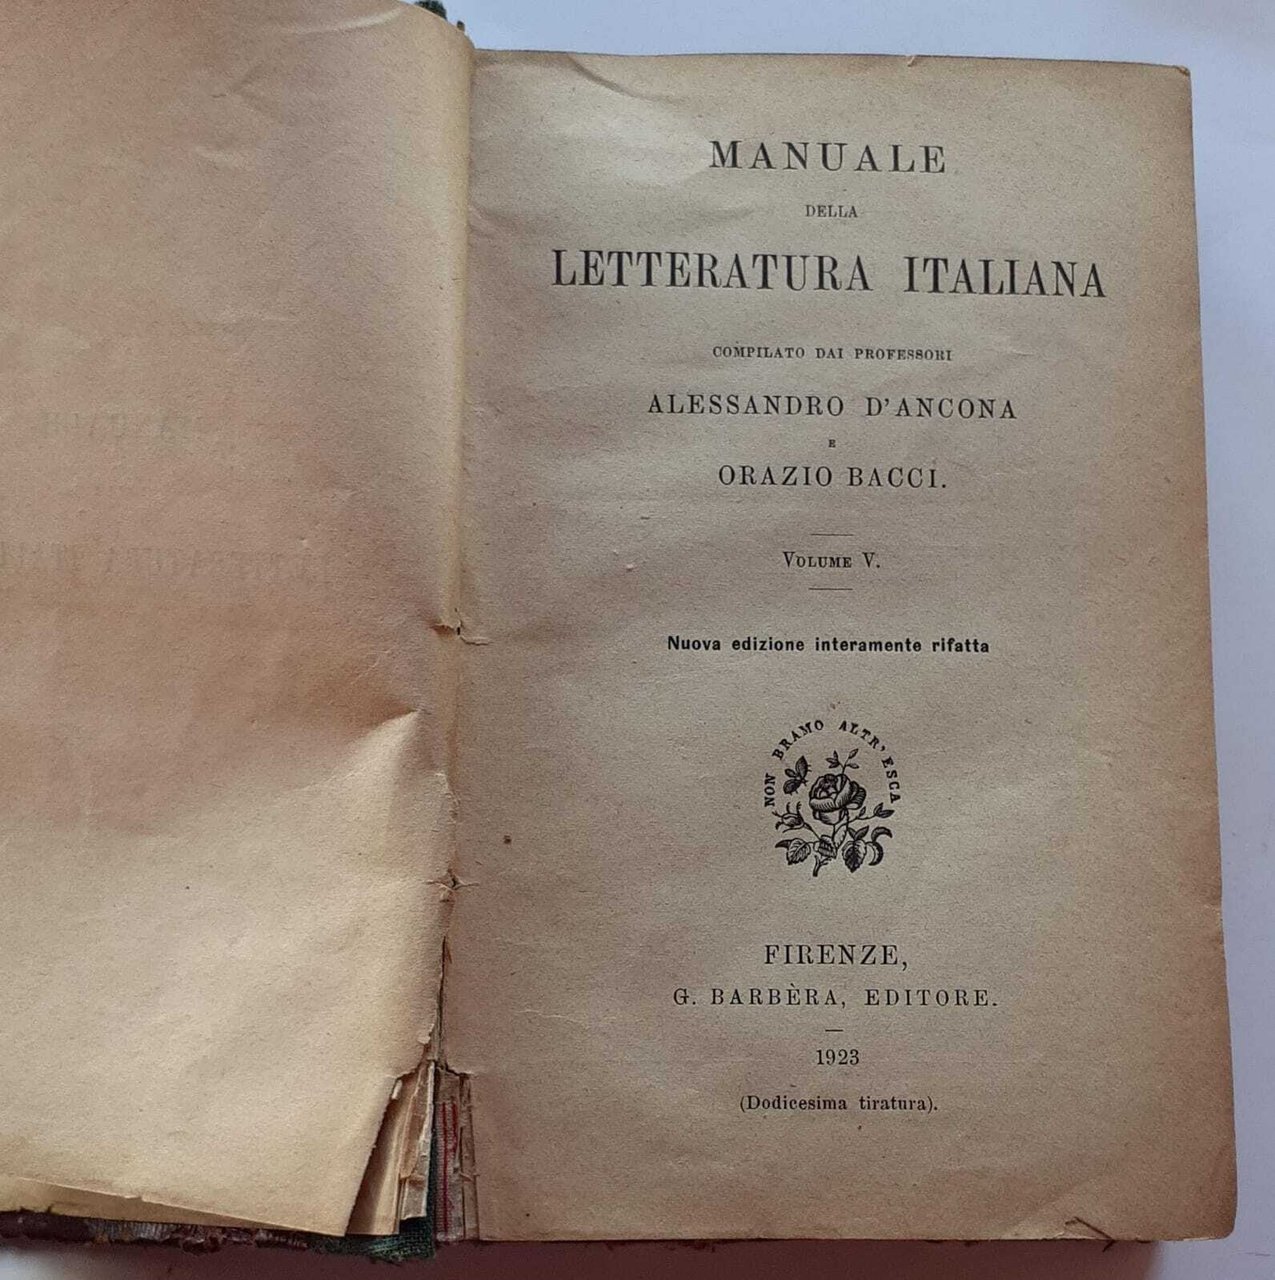 MANUALE
DELLA
LETTERATURA ITALIANA
COMPILATO DAI PROFESSORI
ALESSANDRO D'ANCONA
E
ORAZIO BACCI.
VOLUME V.
Nuova edizione interamente rifatta
NON BRAMO ALTR' ESCA
FIRENZE,
G. BARBÈRA, EDITORE.
1923
(Dodicesima tiratura).